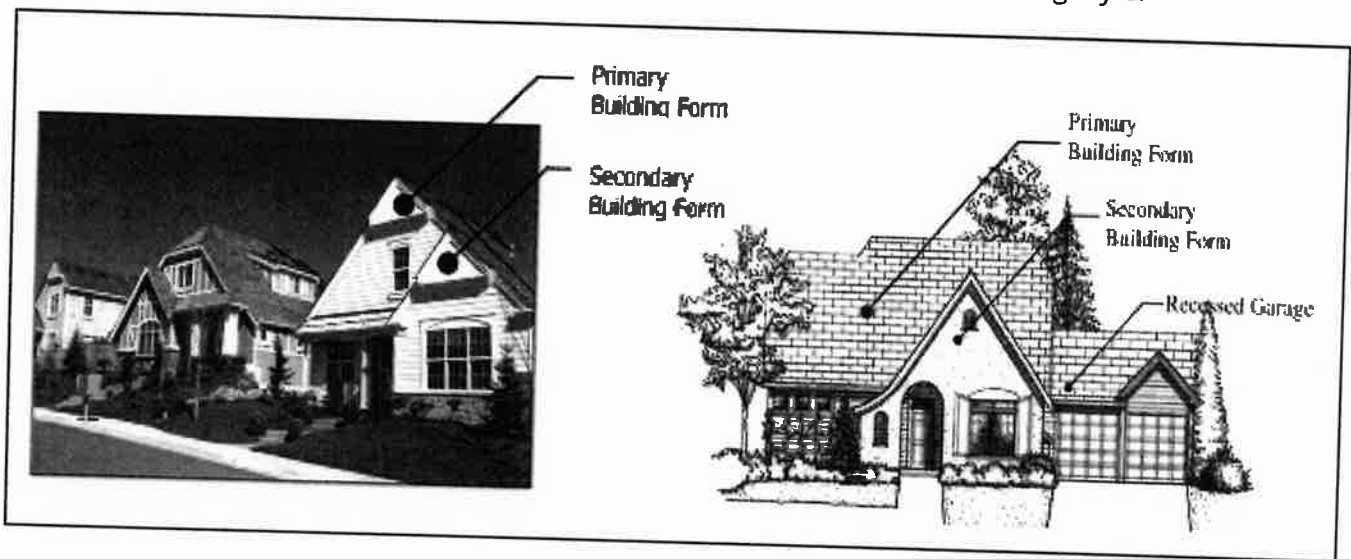 Primary
Building Form
Secondary
Building Form
Primary
Building Form
Secondary
Building Form
Recessed Garage